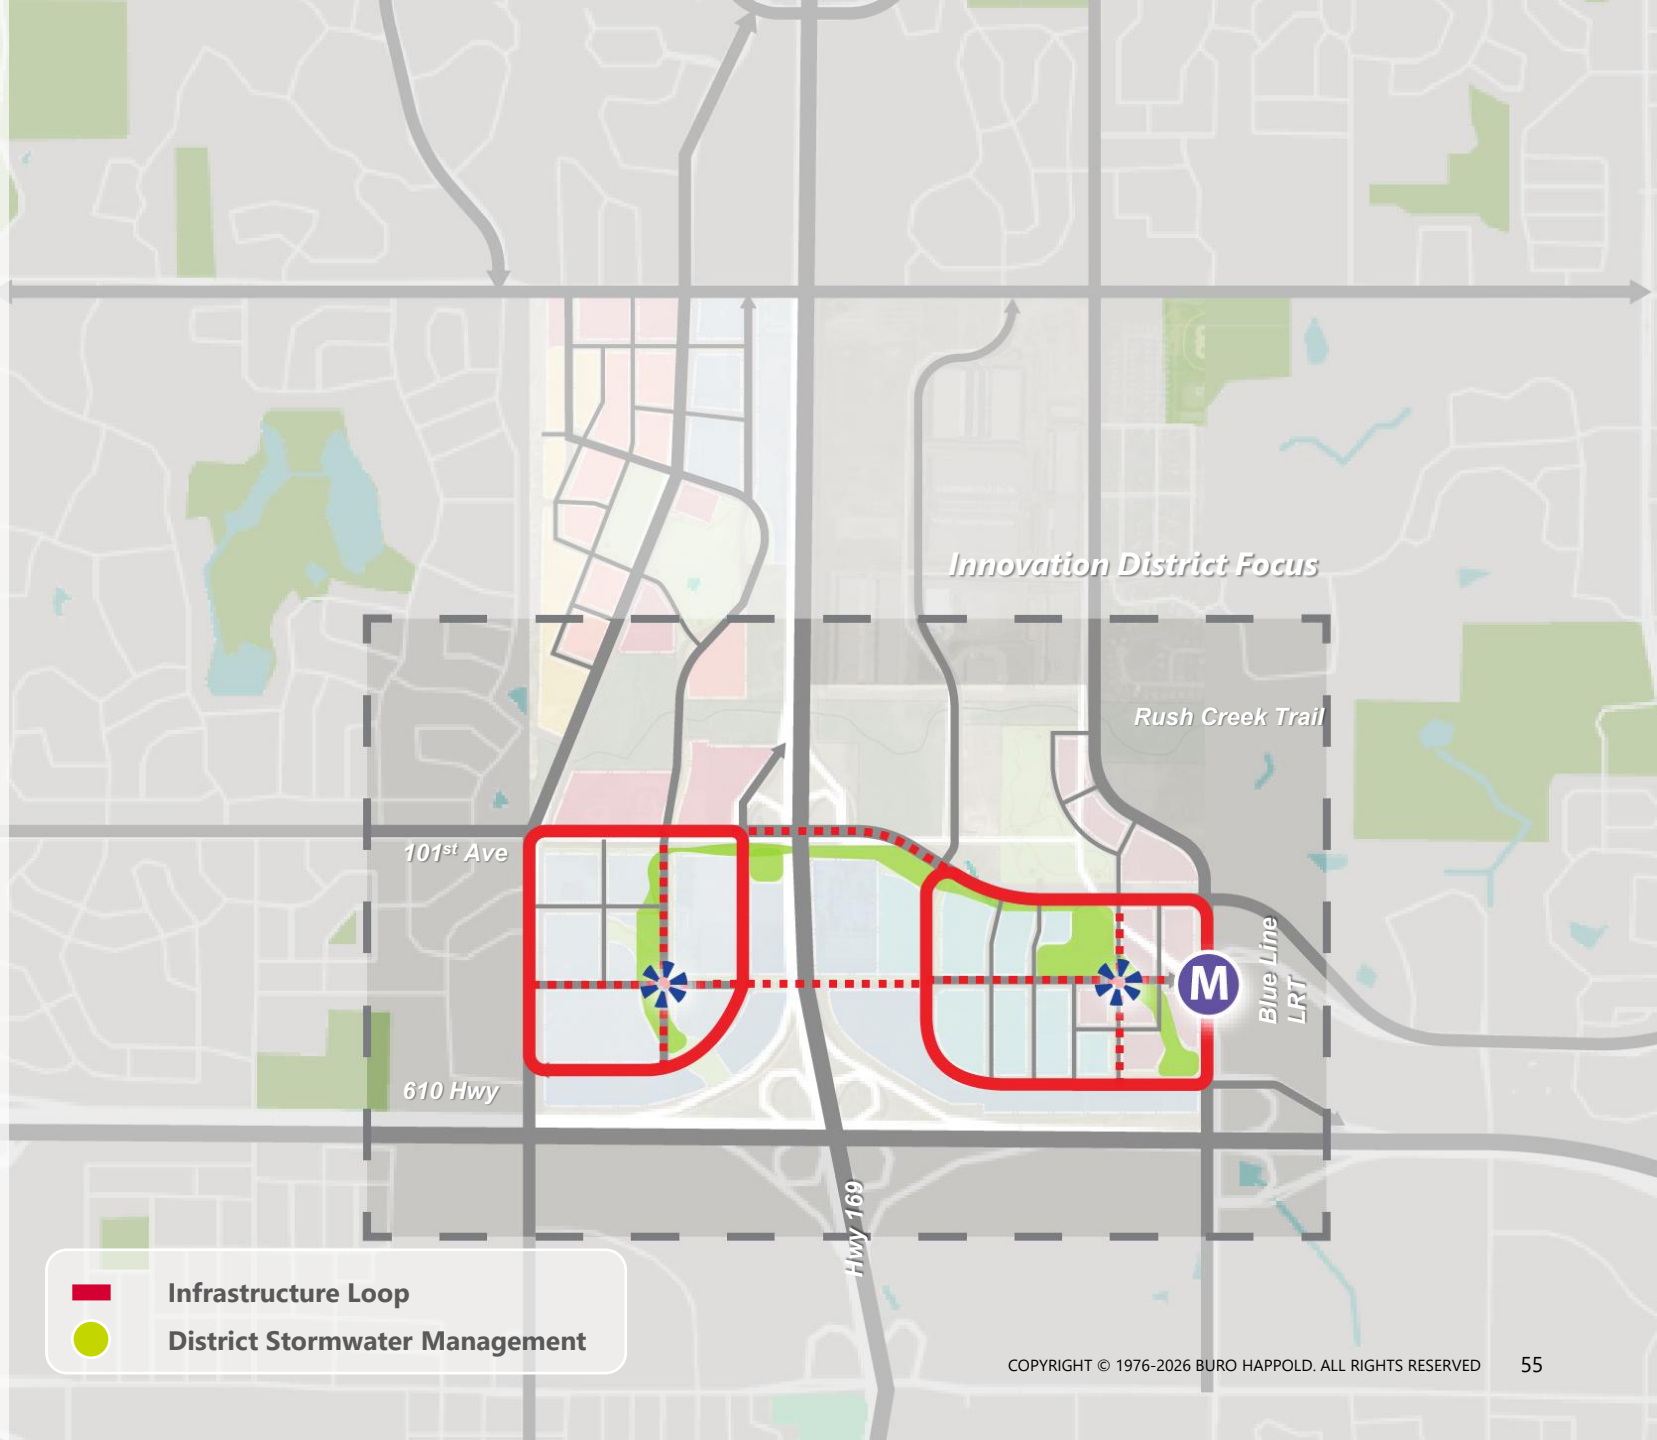 Innovation District Focus
Rush Creek Trail
101st Ave
M
Blue Line
LRT
610 Hwy
Hwy 169
Infrastructure Loop
District Stormwater Management
COPYRIGHT © 1976-2026 BURO HAPPOLD. ALL RIGHTS RESERVED 55